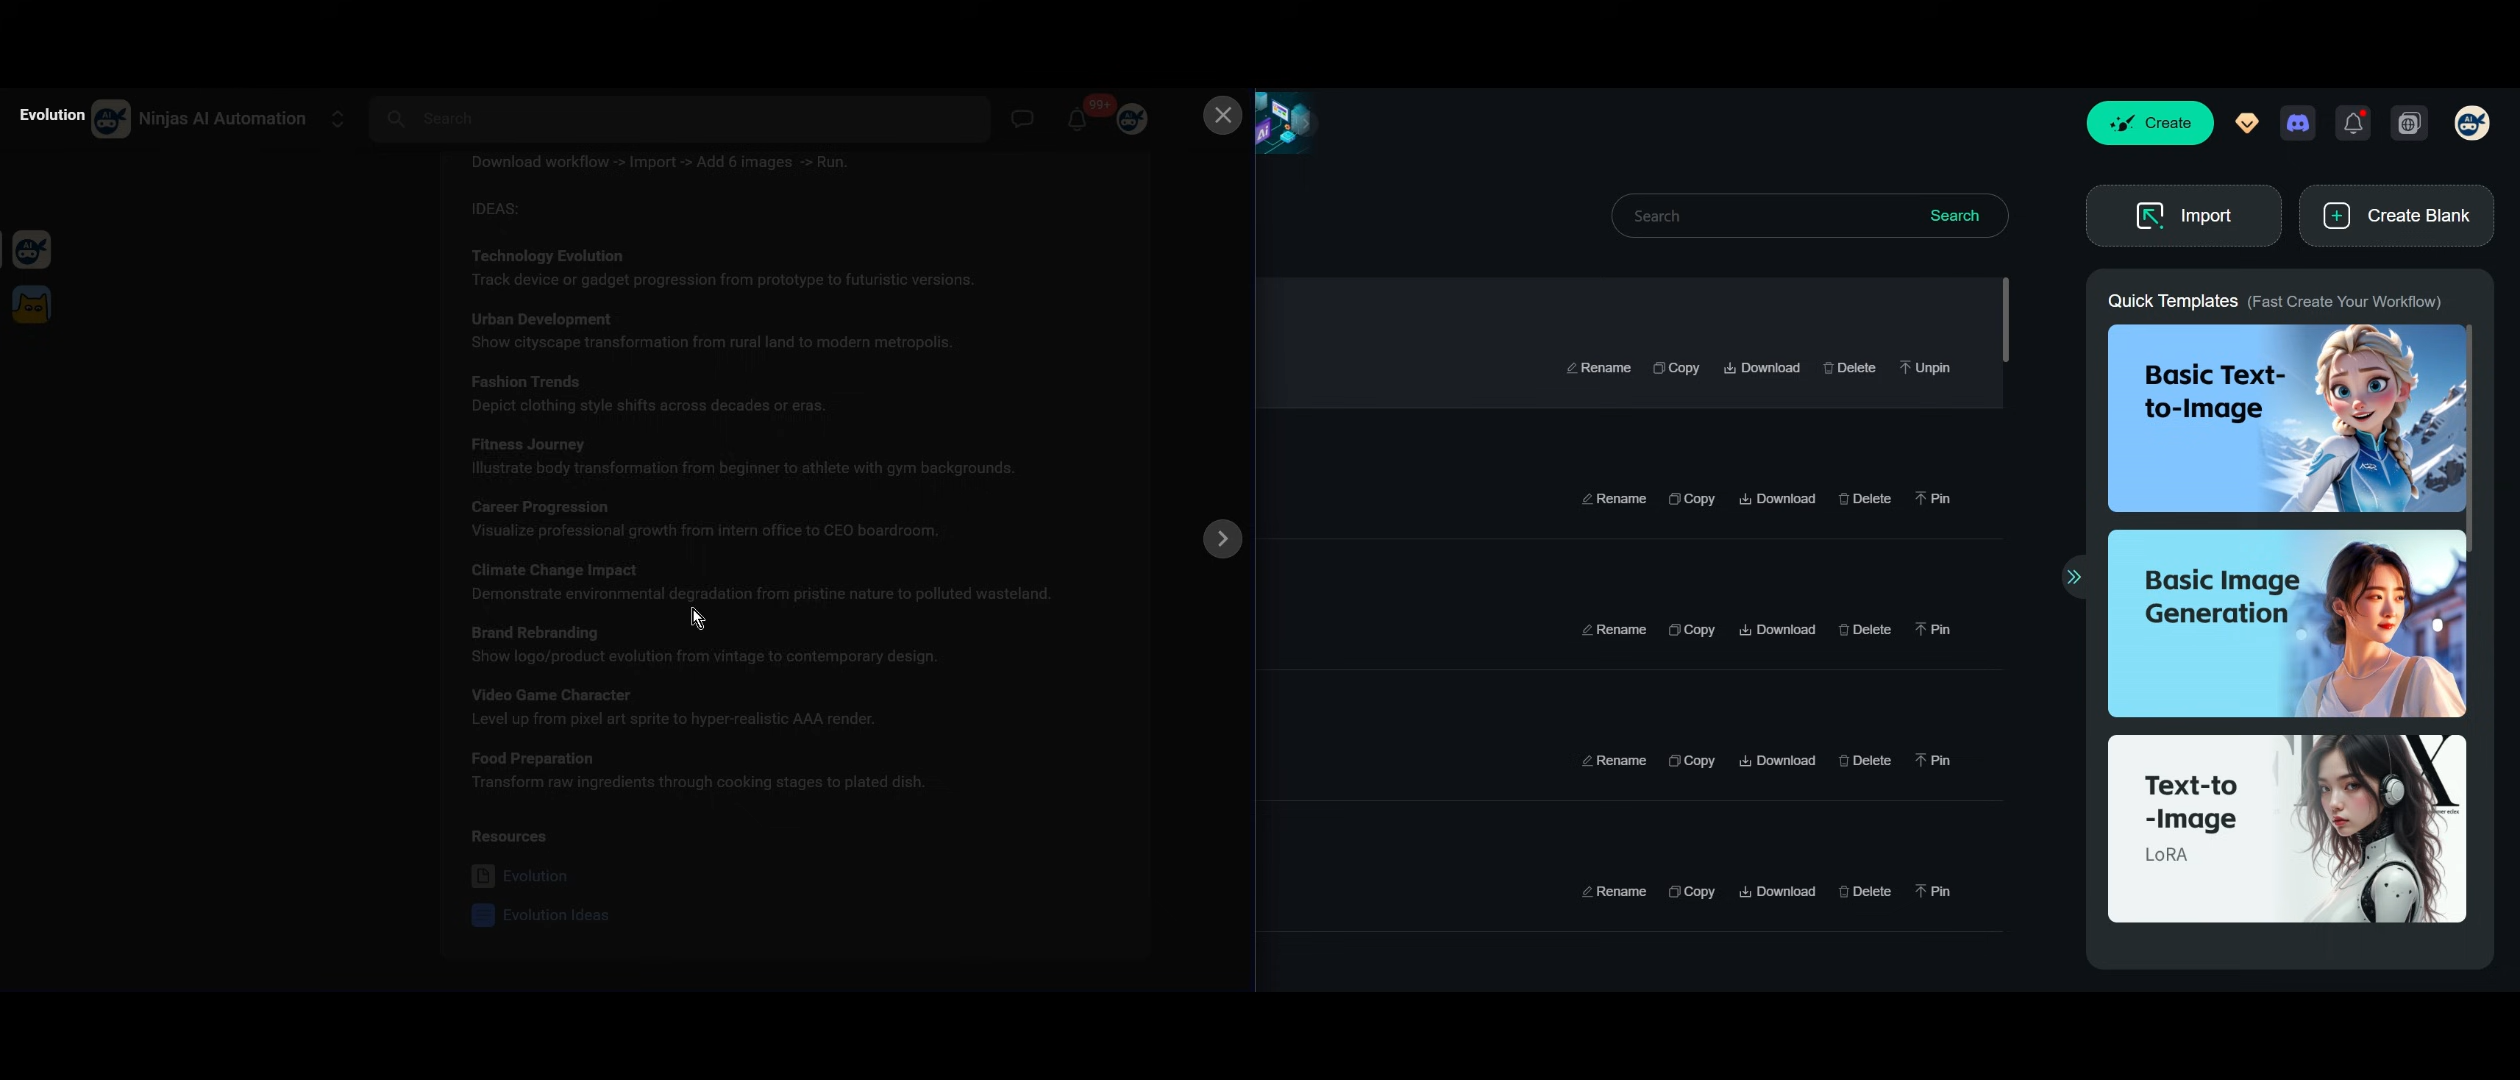 Evolution
Ninjas AI Automation
Search
99+
Download workflow -> Import -> Add 6 images -> Run.
IDEAS:
Technology Evolution
Track device or gadget progression from prototype to futuristic versions.
Urban Development
Show cityscape transformation from rural land to modern metropolis.
Fashion Trends
Depict clothing style shifts across decades or eras.
Fitness Journey
Illustrate body transformation from beginner to athlete with gym backgrounds.
Career Progression
Visualize professional growth from intern office to CEO boardroom.
Climate Change Impact
Demonstrate environmental degradation from pristine nature to polluted wasteland.
Brand Rebranding
Show logo/product evolution from vintage to contemporary design.
Video Game Character
Level up from pixel art sprite to hyper-realistic AAA render.
Food Preparation
Transform raw ingredients through cooking stages to plated dish.
Resources
Evolution
Evolution Ideas
Ai
Create
Search Search
Import
Create Blank
Rename Copy Download Delete Unpin
Rename Copy Download Delete Pin
Rename Copy Download Delete Pin
Rename Copy Download Delete Pin
Rename Copy Download Delete Pin
Quick Templates (Fast Create Your Workflow)
Basic Text-
to-Image
Basic Image
Generation
Text-to
-Image
LoRA